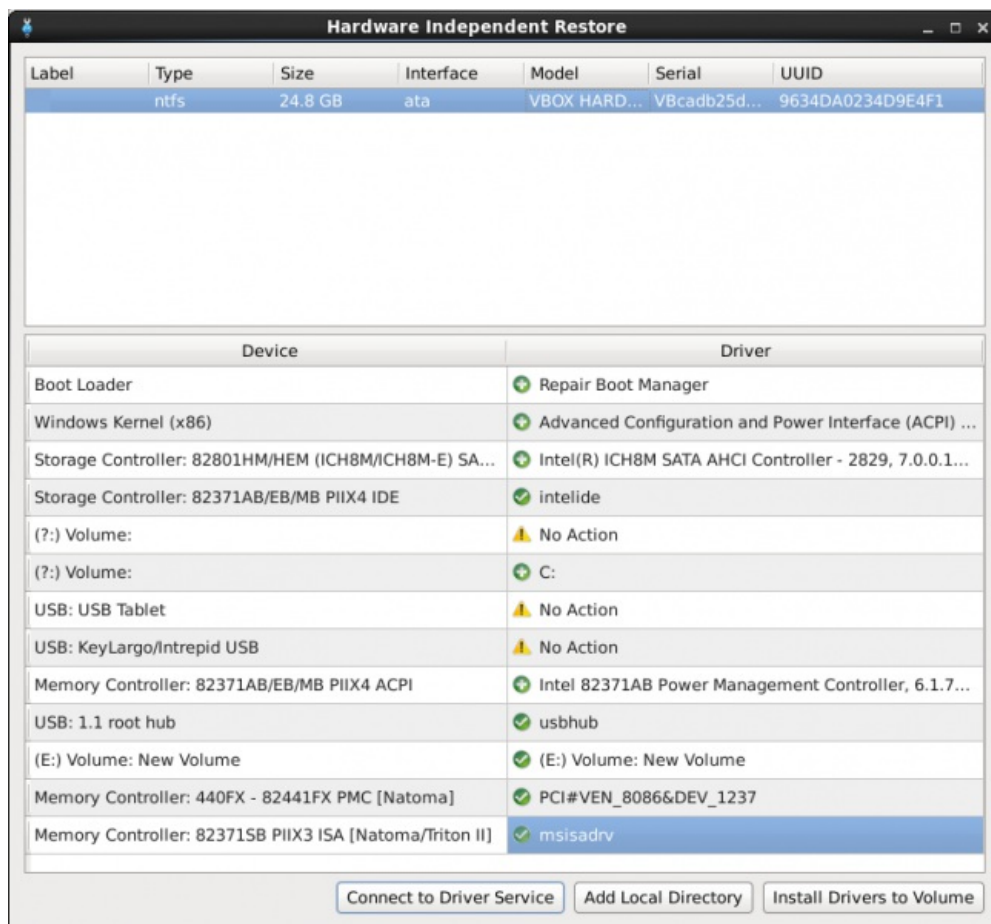 Hardware Independent Restore
Label Type Size Interface Model Serial UUID
ntfs 24.8 GB ata VBOX HARD... VBcadb25d... 9634DA0234D9E4F1
Device Driver
Boot Loader Repair Boot Manager
Windows Kernel (x86) Advanced Configuration and Power Interface (ACPI) ...
Storage Controller: 82801HM/HEM (ICH8M/ICH8M-E) SA... Intel(R) ICH8M SATA AHCI Controller - 2829, 7.0.0.1...
Storage Controller: 82371AB/EB/MB PIIX4 IDE intelide
(?:) Volume: No Action
(?:) Volume: C:
USB: USB Tablet No Action
USB: KeyLargo/Intrepid USB No Action
Memory Controller: 82371AB/EB/MB PIIX4 ACPI Intel 82371AB Power Management Controller, 6.1.7...
USB: 1.1 root hub usbhub
(E:) Volume: New Volume (E:) Volume: New Volume
Memory Controller: 440FX - 82441FX PMC [Natoma] PCI#VEN_8086&DEV_1237
Memory Controller: 82371SB PIIX3 ISA [Natoma/Triton II] msisadrv
Connect to Driver Service Add Local Directory Install Drivers to Volume